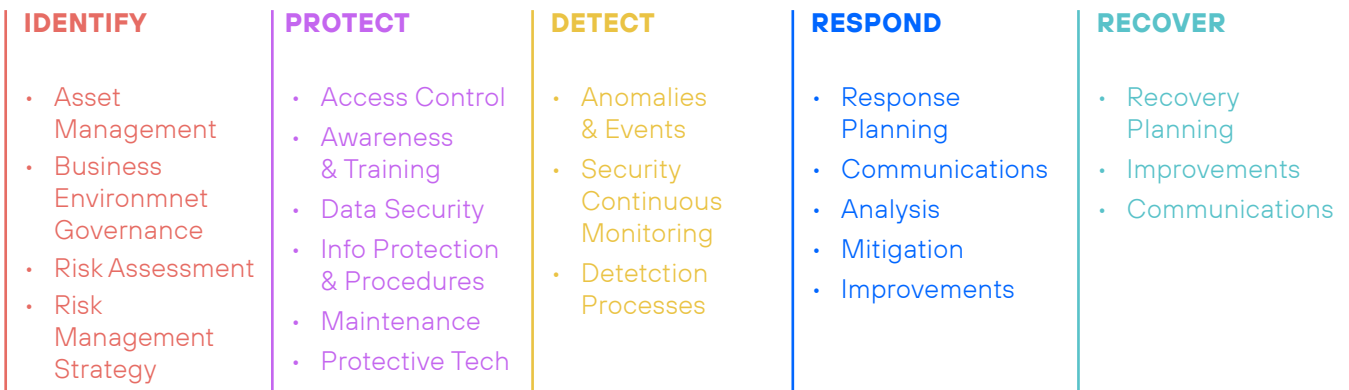 IDENTIFY
• Asset
Management
• Business
Environmnet
Governance
• Risk Assessment
• Risk
Management
Strategy
PROTECT
• Access Control
• Awareness
& Training
• Data Security
• Info Protection
& Procedures
• Maintenance
• Protective Tech
DETECT
• Anomalies
& Events
• Security
Continuous
Monitoring
• Detetction
Processes
RESPOND
• Response
Planning
• Communications
• Analysis
• Mitigation
• Improvements
RECOVER
• Recovery
Planning
• Improvements
• Communications